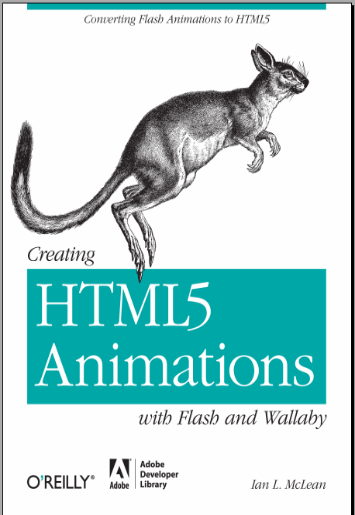 Converting Flash Animations to HTML5
Creating
HTML5
Animations
with Flash and Wallaby
O'REILLY®
Adobe
Adobe
Developer
Library
Ian L. McLean